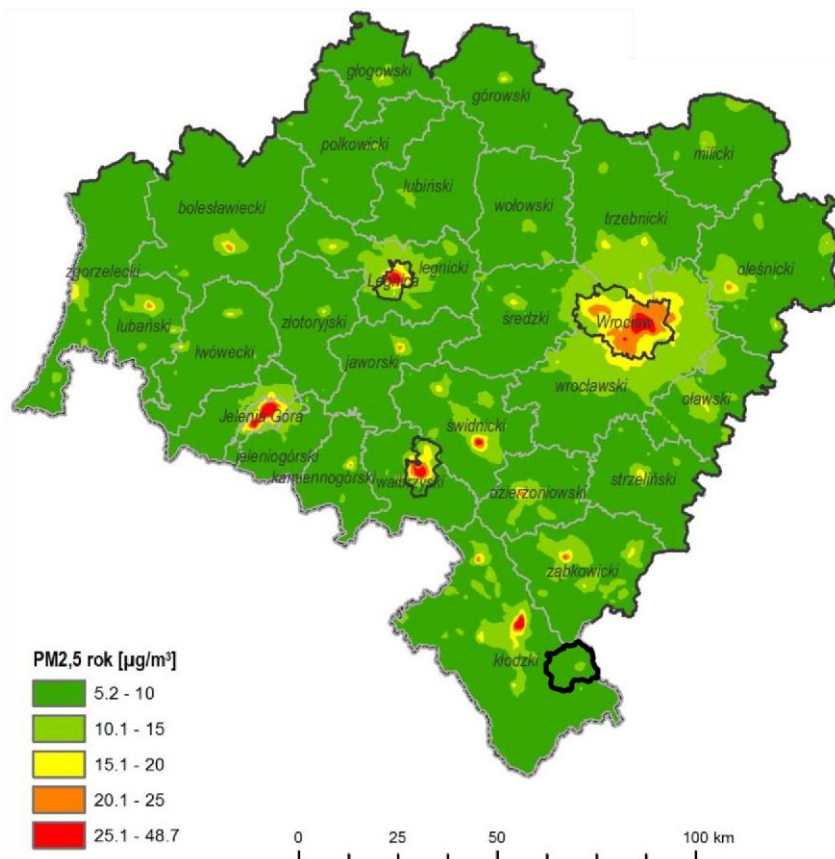 głogowski
górowski
milicki
polkowicki
lubiński
bolesławiecki
wołowski
trzebnicki
zgorzelecki
legnicki
Legnica
oleśnicki
lubański
złotoryjski
średzki
Wrocław
lwówecki
jaworski
wrocławski
oławski
Jelenia Góra
świdnicki
jeleniogórski
kamiennogórski
wałbrzyski
dzierżoniowski
strzeliński
ząbkowicki
kłodzki
PM2,5 rok [µg/m³]
5.2 - 10
10.1 - 15
15.1 - 20
20.1 - 25
25.1 - 48.7
0 25 50 100 km